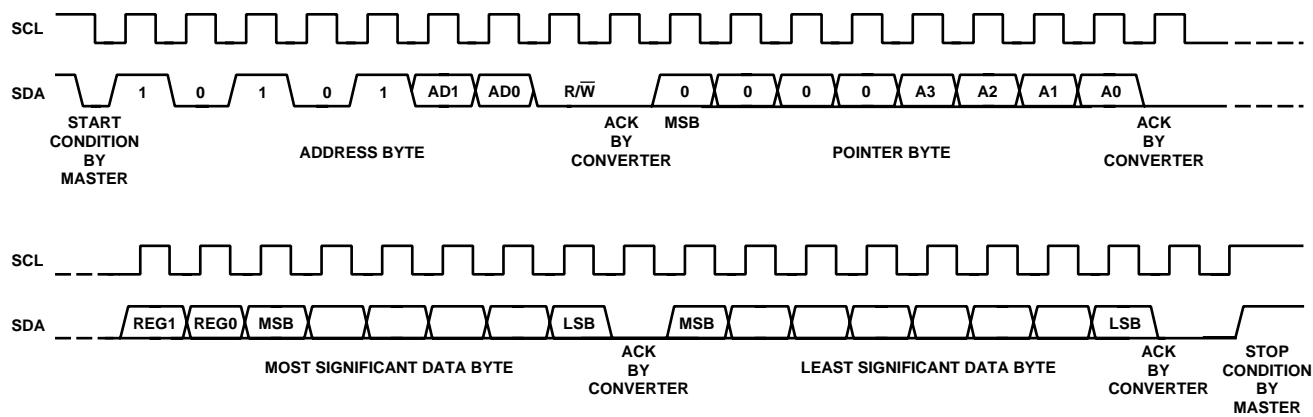 SCL
SDA
1 0 1 0 1 AD1 AD0 R/W̅ 0 0 0 0 A3 A2 A1 A0
START
CONDITION
BY
MASTER
ADDRESS BYTE
ACK
BY
CONVERTER
MSB
POINTER BYTE
ACK
BY
CONVERTER
SCL
SDA
REG1 REG0 MSB LSB MSB LSB
MOST SIGNIFICANT DATA BYTE
ACK
BY
CONVERTER
LEAST SIGNIFICANT DATA BYTE
ACK
BY
CONVERTER
STOP
CONDITION
BY
MASTER